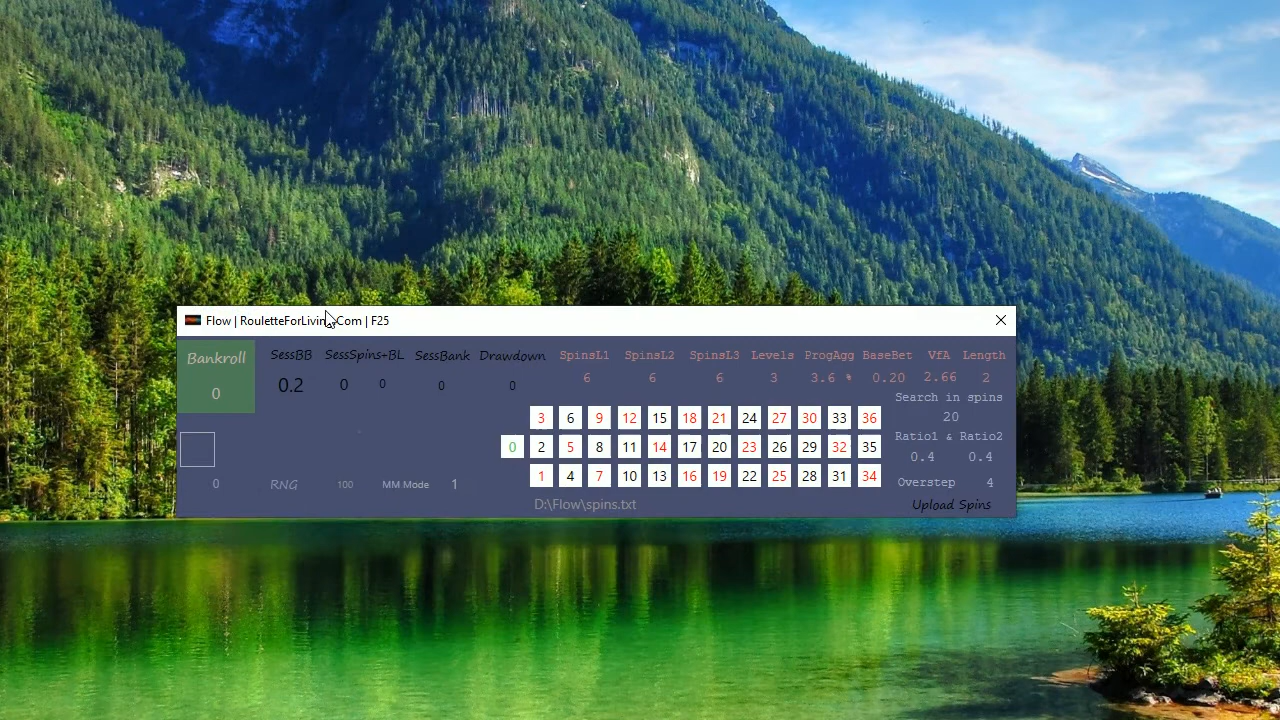 Flow | RouletteForLiving.Com | F25
Bankroll SessBB SessSpins+BL SessBank Drawdown SpinsL1 SpinsL2 SpinsL3 Levels ProgAgg BaseBet VfA Length
0 0.2 0 0 0 0 6 6 6 3 3.6 % 0.20 2.66 2
Search in spins
20
3 6 9 12 15 18 21 24 27 30 33 36
Ratio1 & Ratio2
0 2 5 8 11 14 17 20 23 26 29 32 35
0.4 0.4
1 4 7 10 13 16 19 22 25 28 31 34
0 RNG 100 MM Mode 1 Overstep 4
D:\Flow\spins.txt Upload Spins